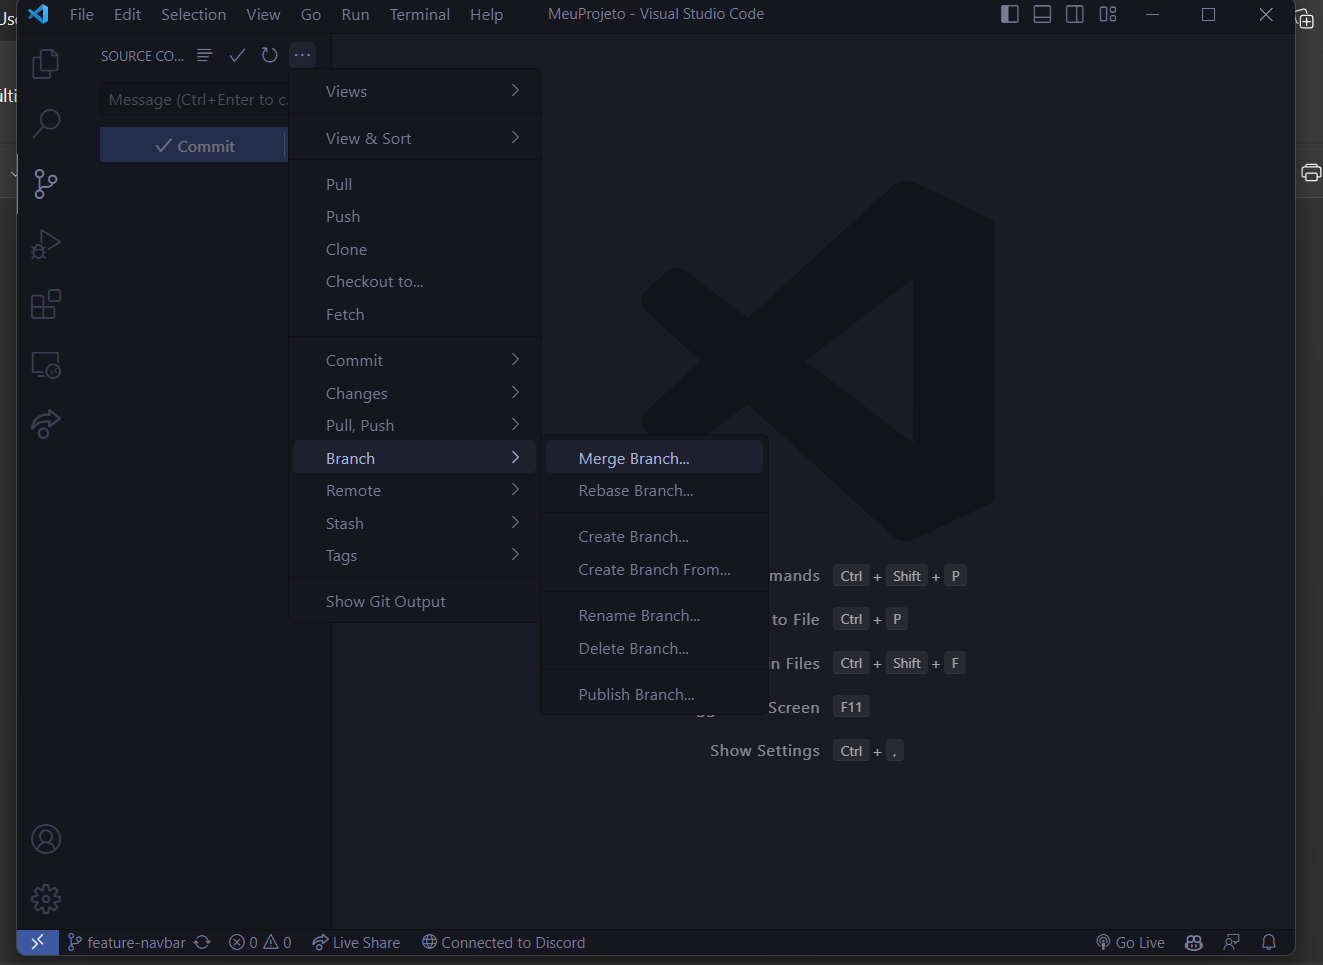 File Edit Selection View Go Run Terminal Help MeuProjeto - Visual Studio Code
SOURCE CO...
Message (Ctrl+Enter to c.
Commit
Views
View & Sort
Pull
Push
Clone
Checkout to...
Fetch
Commit
Changes
Pull, Push
Branch
Remote
Stash
Tags
Show Git Output
Merge Branch...
Rebase Branch...
Create Branch...
Create Branch From...
Rename Branch...
Delete Branch...
Publish Branch...
mands Ctrl + Shift + P
to File Ctrl + P
in Files Ctrl + Shift + F
Screen F11
Show Settings Ctrl + ,
feature-navbar 0 0 Live Share Connected to Discord Go Live